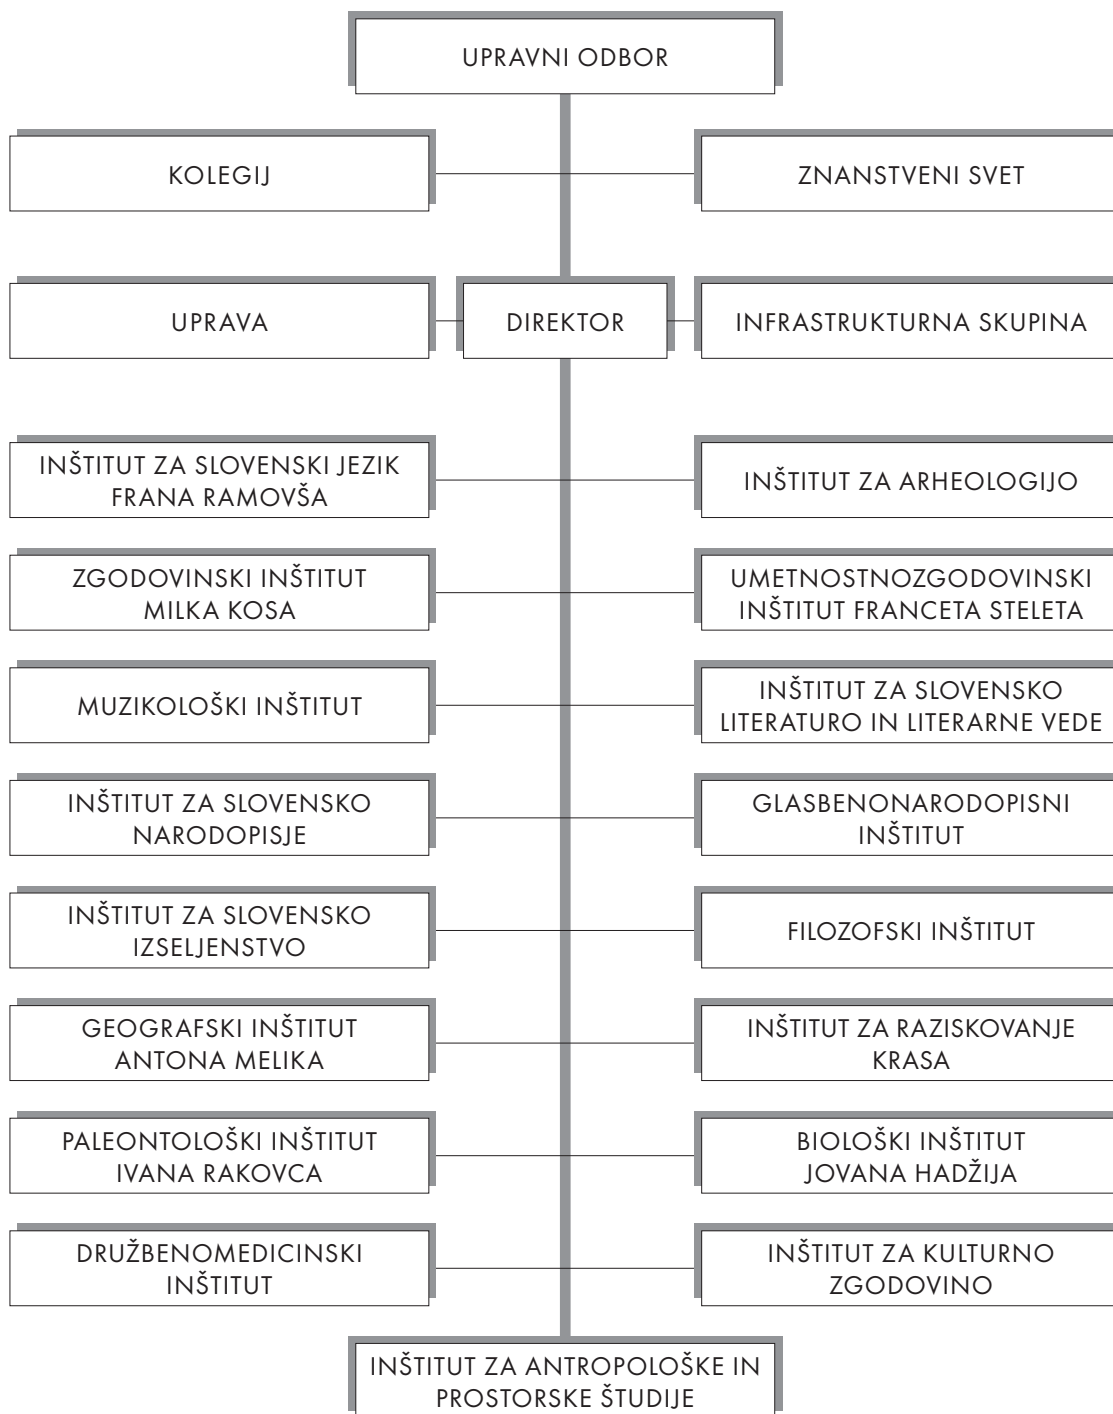 UPRAVNI ODBOR
KOLEGIJ
ZNANSTVENI SVET
UPRAVA
DIREKTOR
INFRASTRUKTURNA SKUPINA
INŠTITUT ZA SLOVENSKI JEZIK
FRANA RAMOVŠA
INŠTITUT ZA ARHEOLOGIJO
ZGODOVINSKI INŠTITUT
MILKA KOSA
UMETNOSTNOZGODOVINSKI
INŠTITUT FRANCETA STELETA
MUZIKOLOŠKI INŠTITUT
INŠTITUT ZA SLOVENSKO
LITERATURO IN LITERARNE VEDE
INŠTITUT ZA SLOVENSKO
NARODOPISJE
GLASBENONARODOPISNI
INŠTITUT
INŠTITUT ZA SLOVENSKO
IZSELJENSTVO
FILOZOFSKI INŠTITUT
GEOGRAFSKI INŠTITUT
ANTONA MELIKA
INŠTITUT ZA RAZISKOVANJE
KRASA
PALEONTOLOŠKI INŠTITUT
IVANA RAKOVCA
BIOLOŠKI INŠTITUT
JOVANA HADŽIJA
DRUŽBENOMEDICINSKI
INŠTITUT
INŠTITUT ZA KULTURNO
ZGODOVINO
INŠTITUT ZA ANTROPOLOŠKE IN
PROSTORSKE ŠTUDIJE